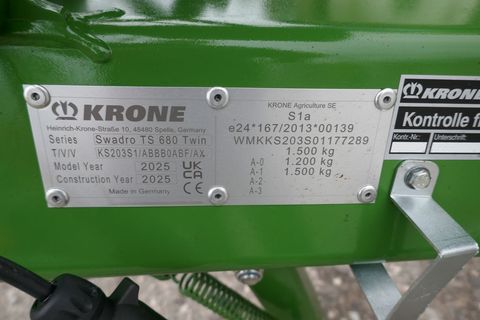 KRONE
Heinrich-Krone-Straße 10, 48480 Spelle, Germany
Series Swadro TS 680 Twin
T/V/V KS203S1/ABBB0ABF/AX
Model Year 2025 UK
Construction Year 2025 CA
Made in Germany
KRONE Agriculture SE
S1a
e24*167/2013*00139
WMKKS203S01177289
1.500 kg
A-0 1.200 kg
A-1 1.500 kg
A-2
A-3
KRONE
Kontrolle f
Kontr.-Nr.: Unterschrift: